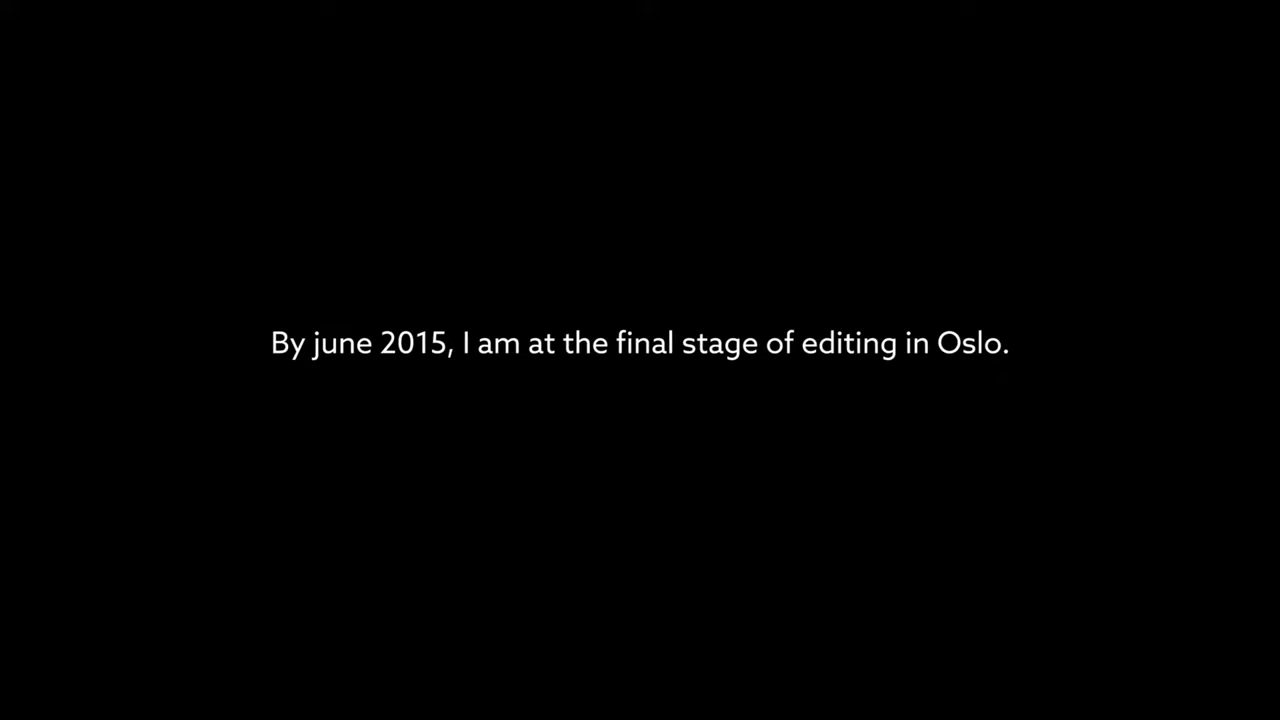 By june 2015, I am at the final stage of editing in Oslo.